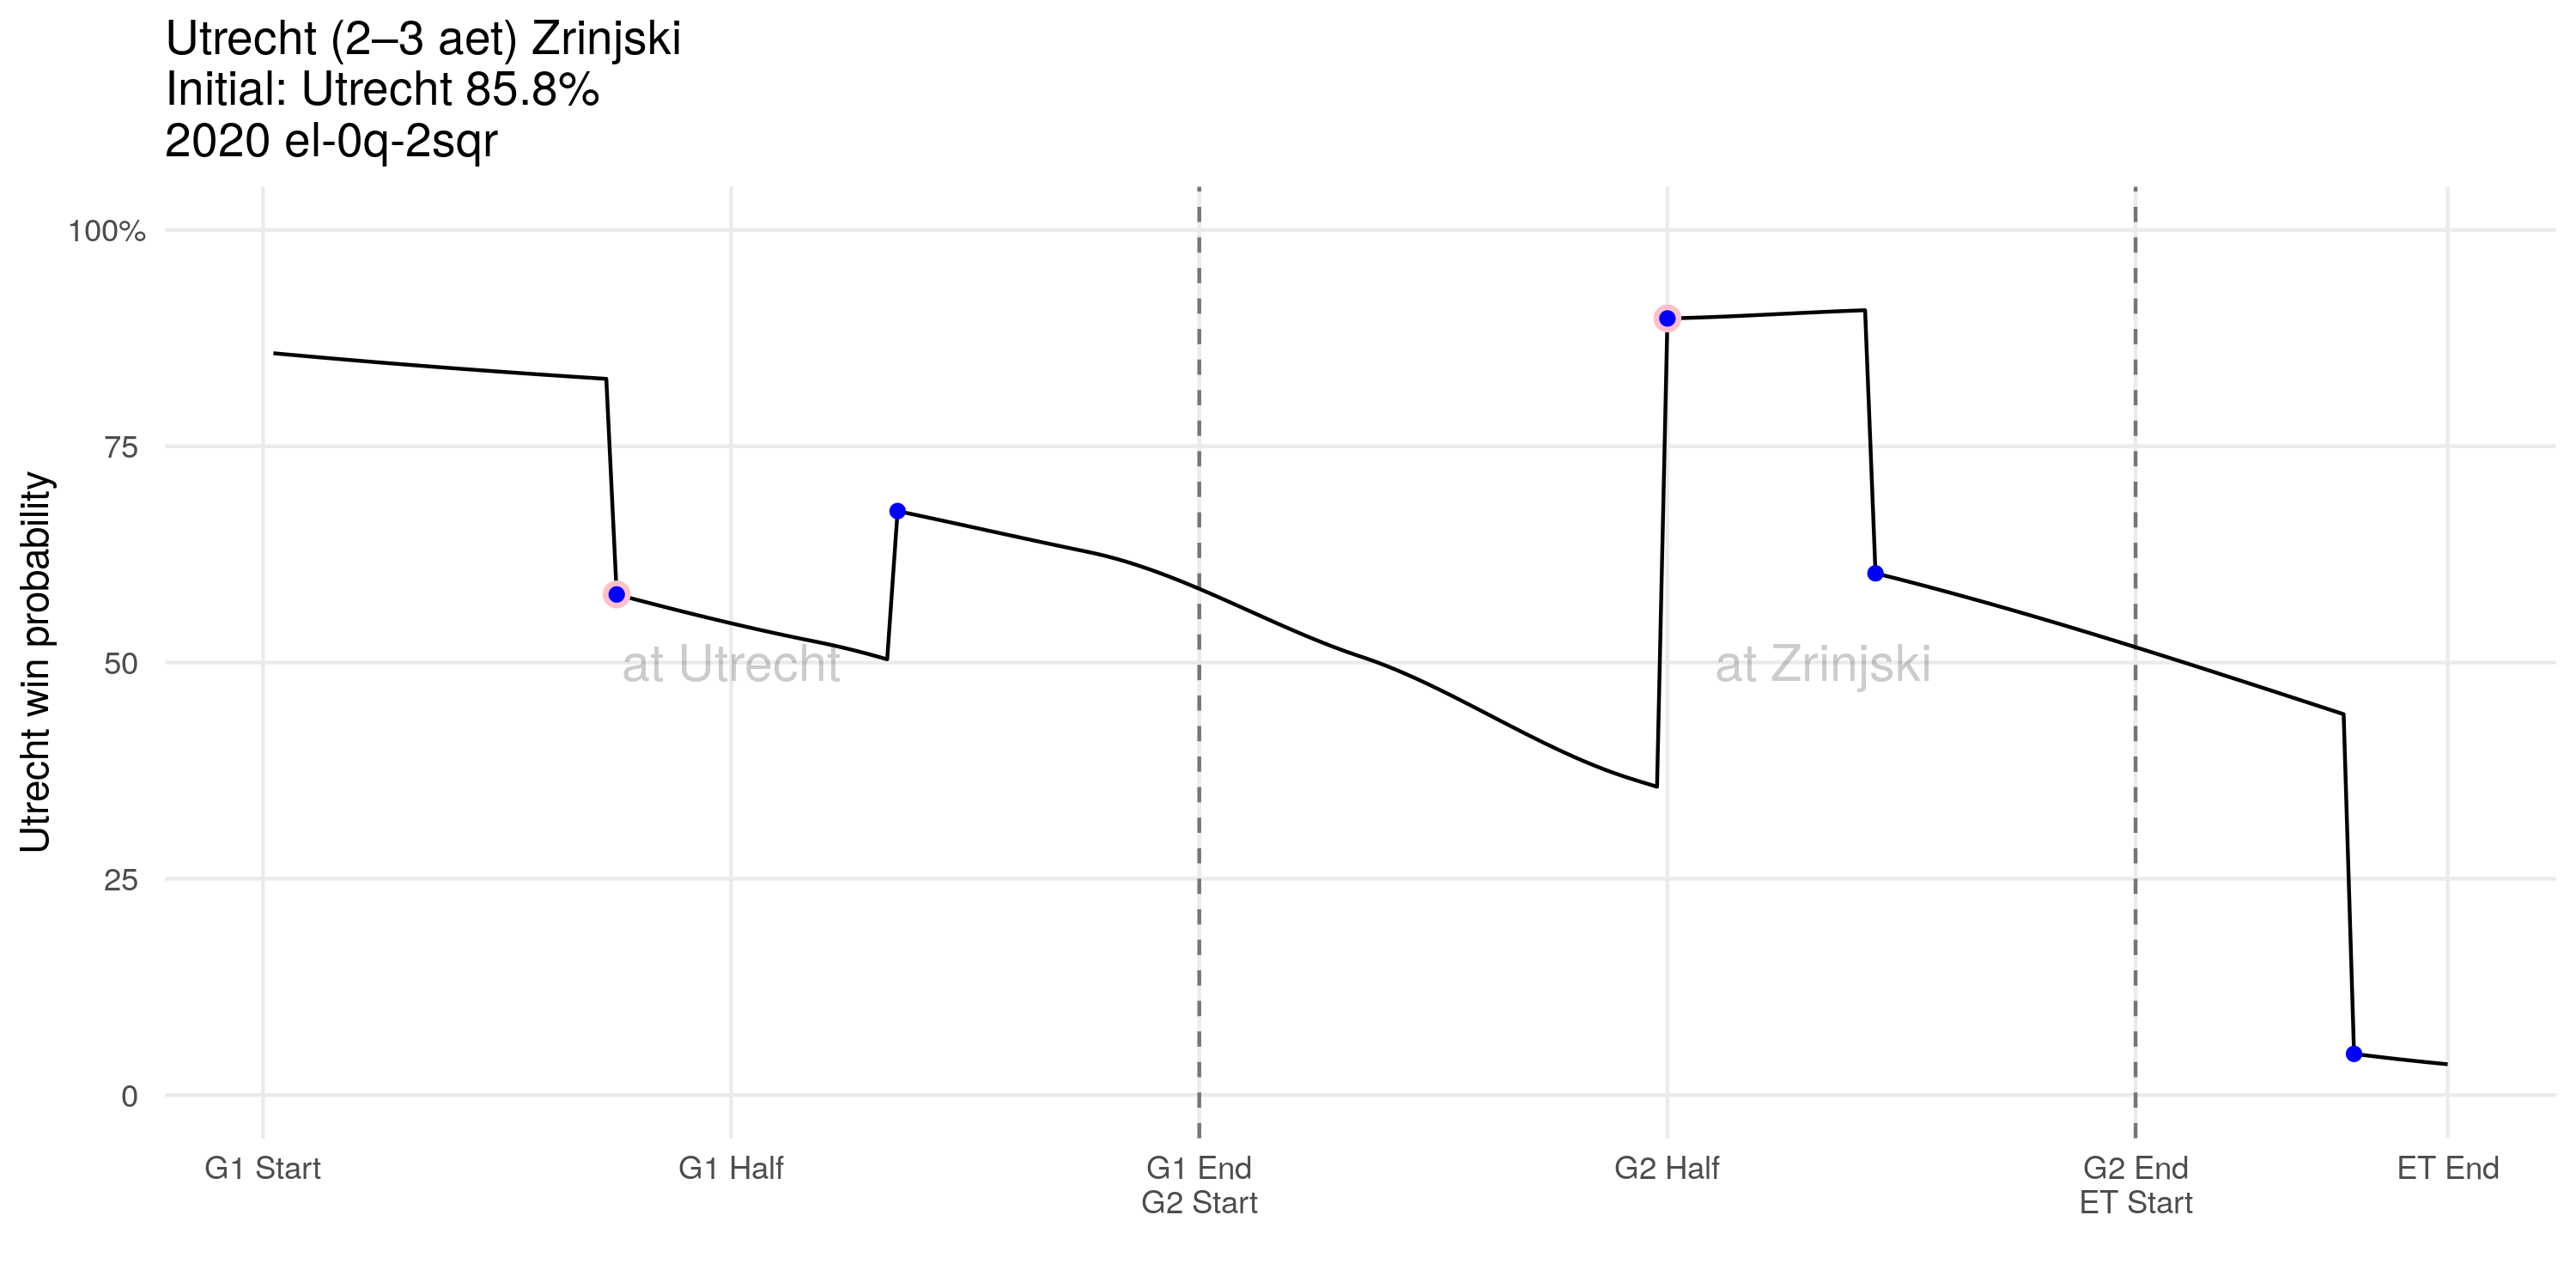 Utrecht (2–3 aet) Zrinjski
Initial: Utrecht 85.8%
2020 el-0q-2sqr
Utrecht win probability
100%
75
50
25
0
at Utrecht
at Zrinjski
G1 Start
G1 Half
G1 End
G2 Start
G2 Half
G2 End
ET Start
ET End